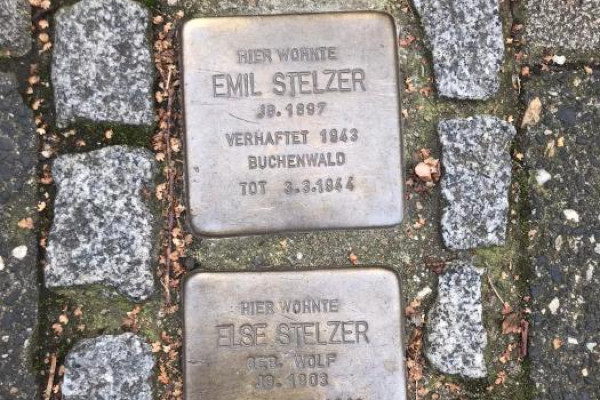 HIER WOHNTE
EMIL STELZER
JG. 1897
VERHAFTET 1943
BUCHENWALD
TOT 3.3.1944
HIER WOHNTE
ELSE STELZER
GEB. WOLF
JG. 1903